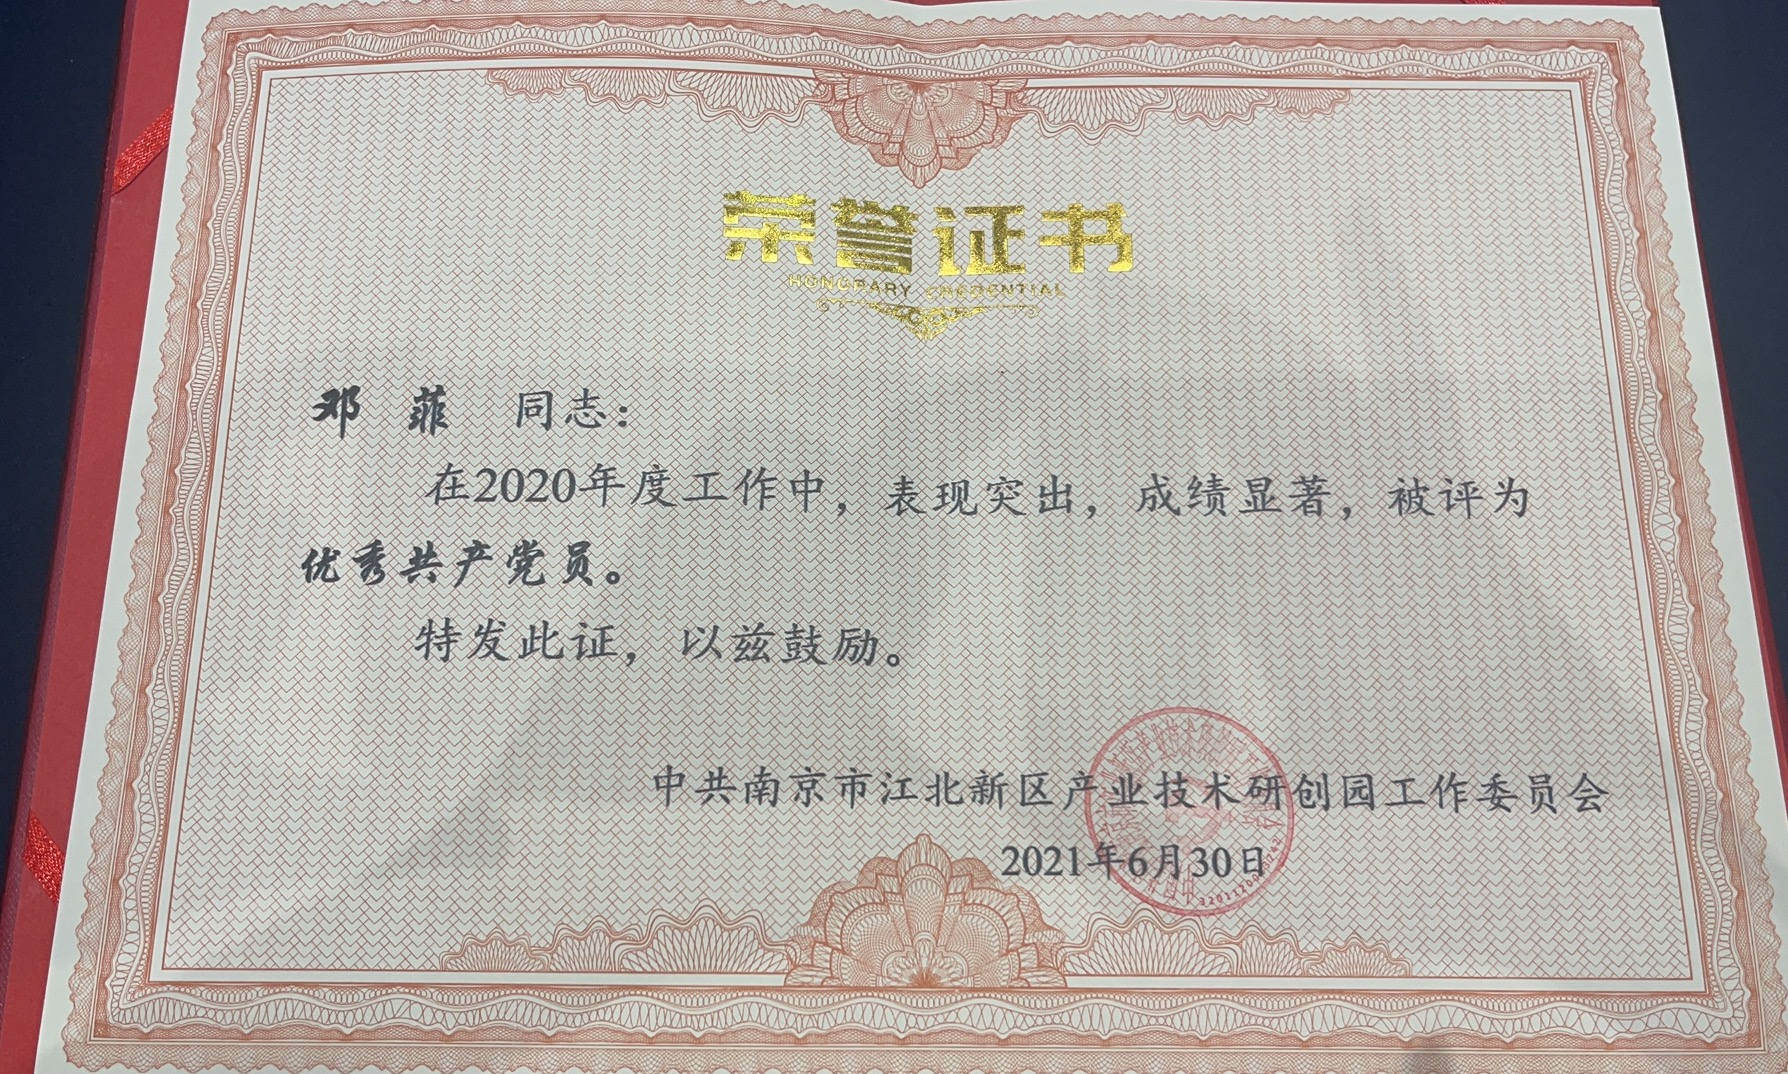 荣誉证书
HONORARY CREDENTIAL
邓 菲 同志：
在2020年度工作中，表现突出，成绩显著，被评为
优秀共产党员。
特发此证，以兹鼓励。
中共南京市江北新区产业技术研创园工作委员会
2021年6月30日